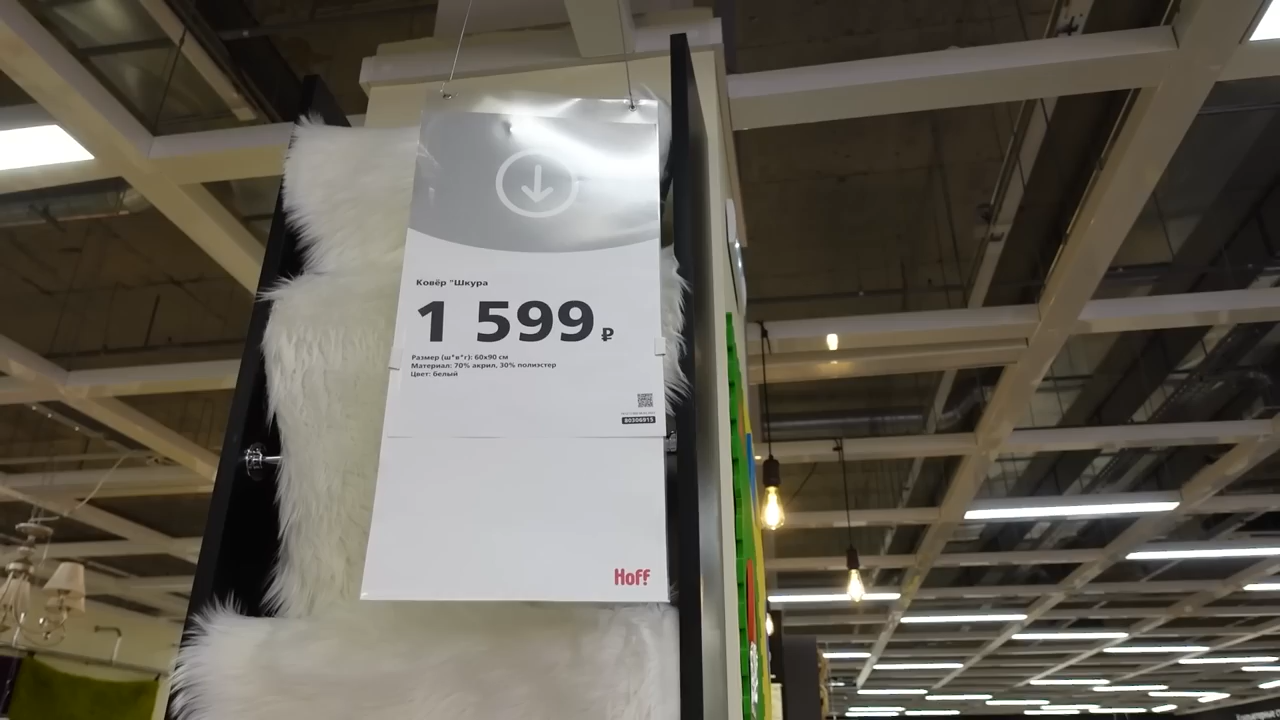 Ковёр "Шкура
1 599 ₽
Размер (ш*в*г): 60x90 см
Материал: 70% акрил, 30% полиэстер
Цвет: белый
80306915
Hoff